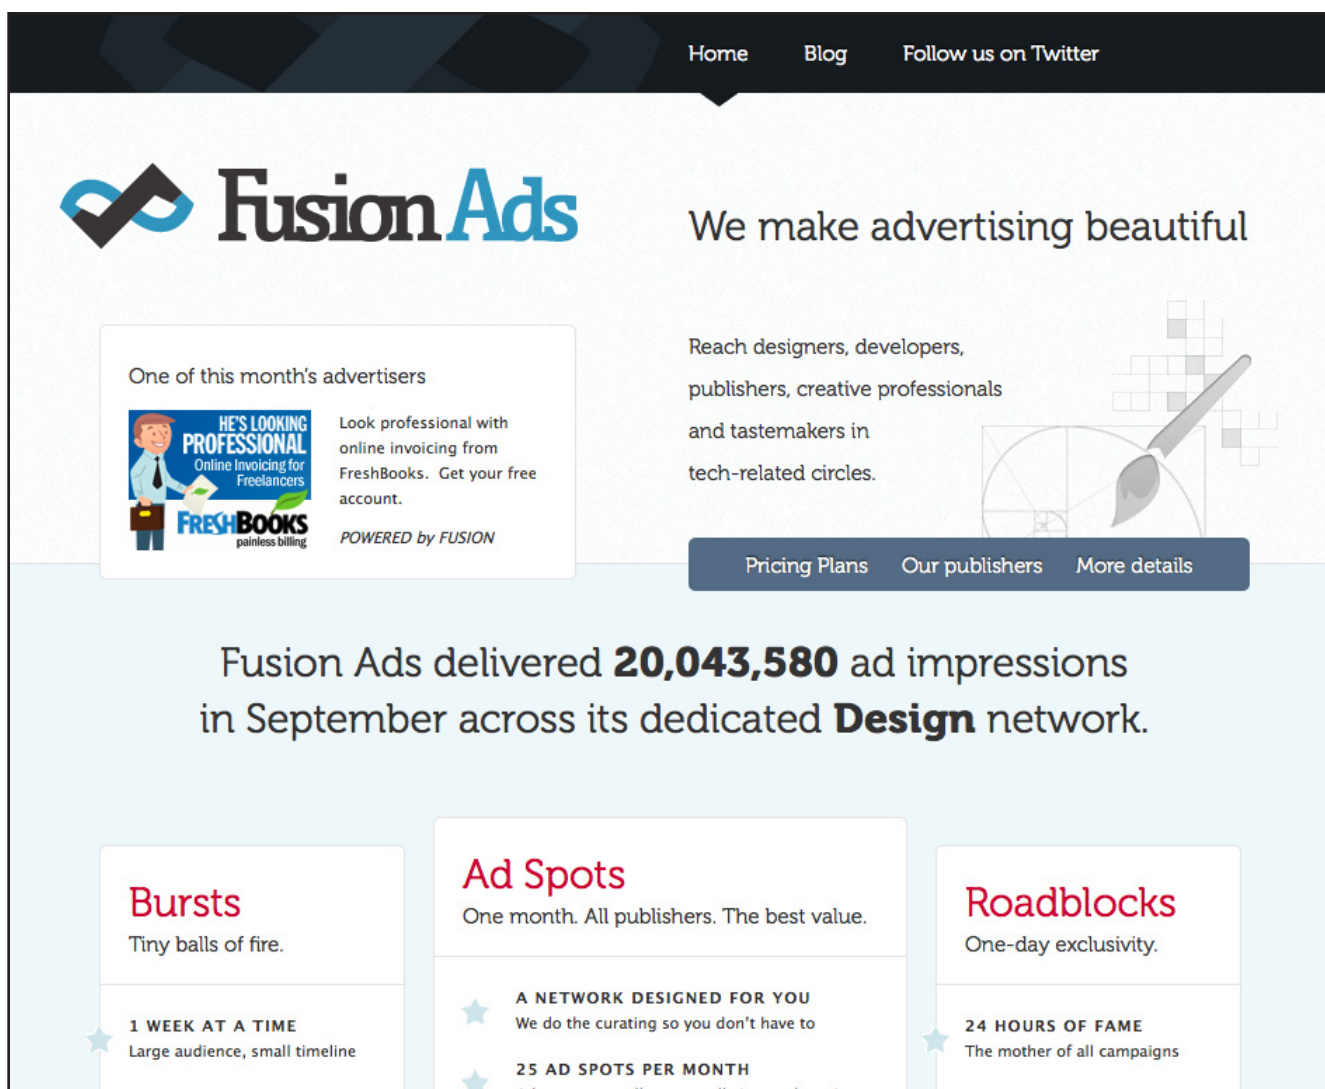 Home Blog Follow us on Twitter
Fusion Ads
We make advertising beautiful
One of this month's advertisers
HE'S LOOKING
PROFESSIONAL
Online Invoicing for
Freelancers
FRESHBOOKS
painless billing
Look professional with
online invoicing from
FreshBooks. Get your free
account.
POWERED by FUSION
Reach designers, developers,
publishers, creative professionals
and tastemakers in
tech-related circles.
Pricing Plans Our publishers More details
Fusion Ads delivered 20,043,580 ad impressions
in September across its dedicated Design network.
Bursts
Tiny balls of fire.
1 WEEK AT A TIME
Large audience, small timeline
Ad Spots
One month. All publishers. The best value.
A NETWORK DESIGNED FOR YOU
We do the curating so you don't have to
25 AD SPOTS PER MONTH
Roadblocks
One-day exclusivity.
24 HOURS OF FAME
The mother of all campaigns